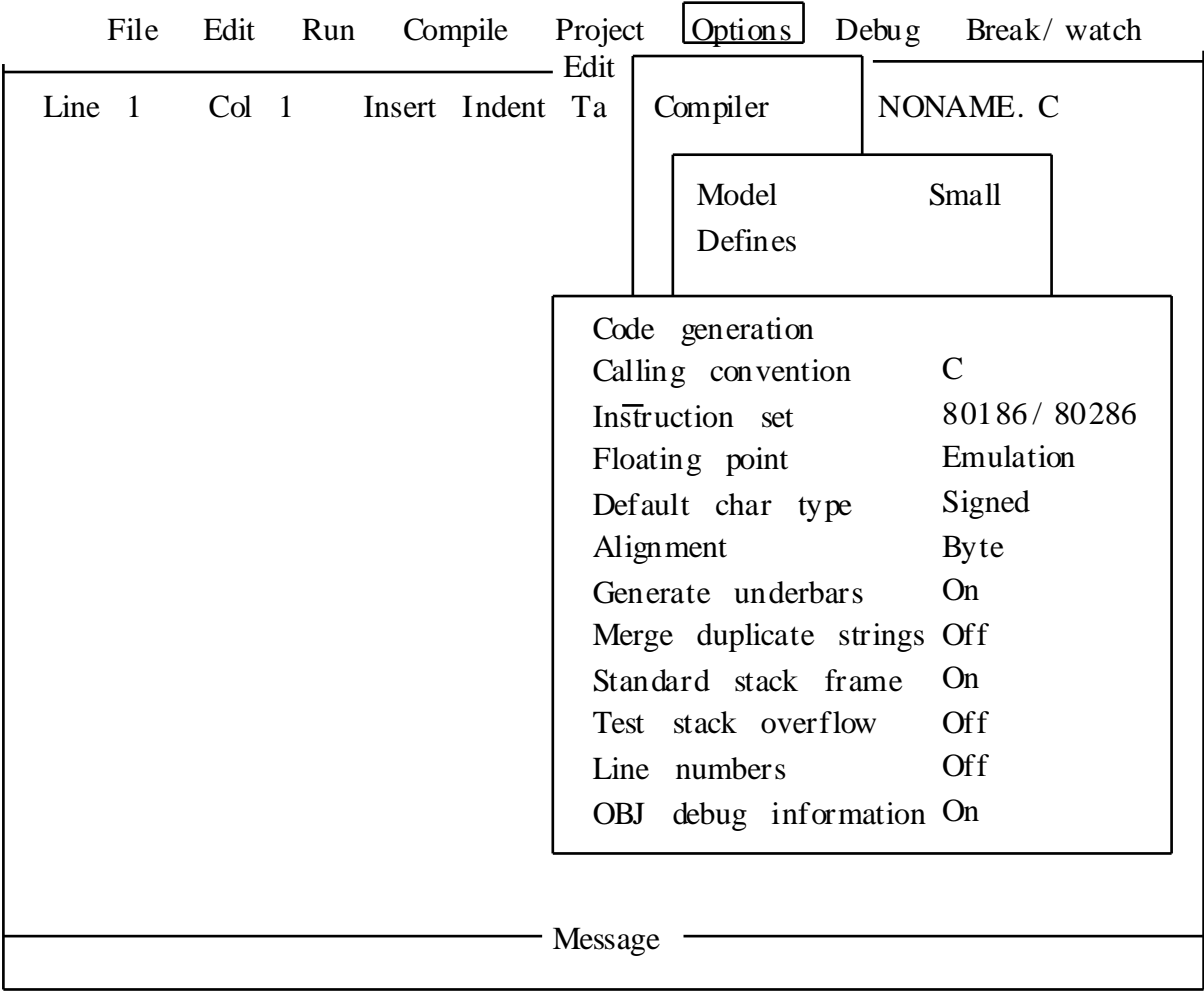 File Edit Run Compile Project Options Debug Break/ watch
Edit
Line 1 Col 1 Insert Indent Ta Compiler NONAME. C
Model Small
Defines
Code generation
Calling convention C
Instruction set 80186/ 80286
Floating point Emulation
Default char type Signed
Alignment Byte
Generate underbars On
Merge duplicate strings Off
Standard stack frame On
Test stack overflow Off
Line numbers Off
OBJ debug information On
Message